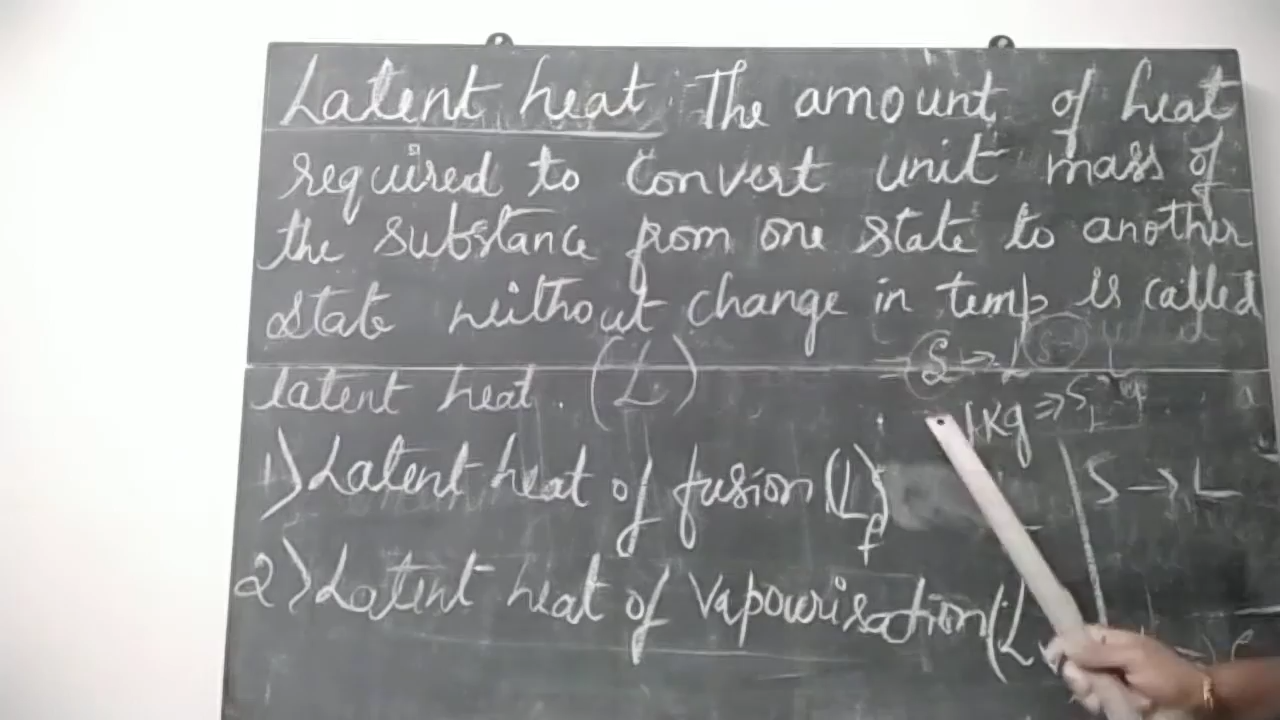 Latent heat. The amount of heat
required to convert unit mass of
the substance from one state to another
state without change in temp is called
latent heat. (L)
S → L
1Kg ⇒
1) Latent heat of fusion (Lf)
S → L
2) Latent heat of Vapourisation (L